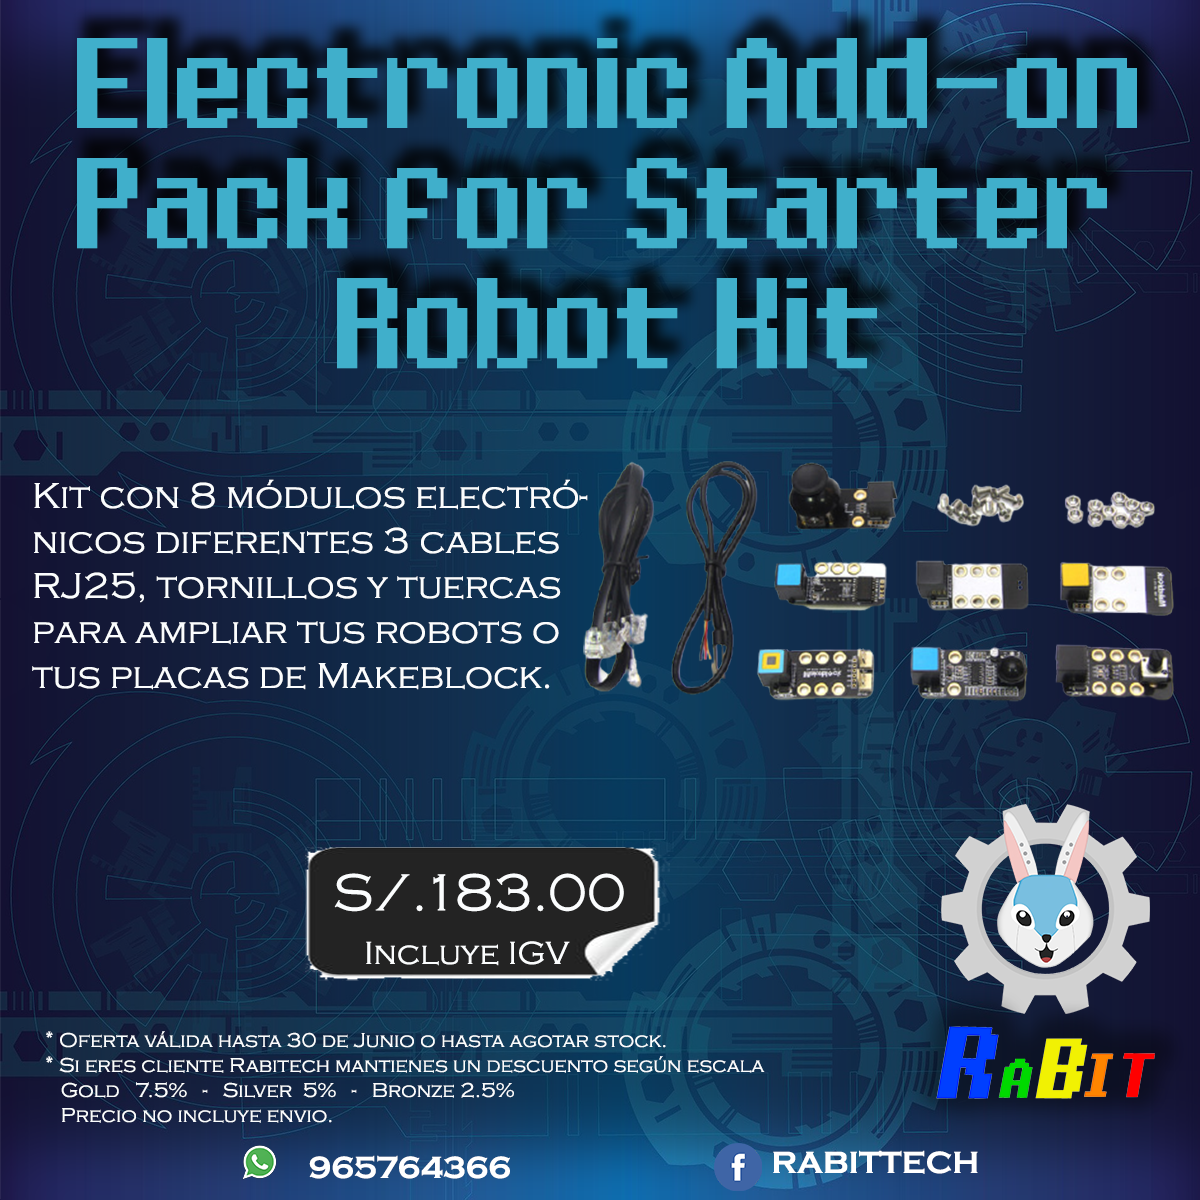 Electronic Add-on
Pack for Starter
Robot Kit
Kit con 8 módulos electró-
nicos diferentes 3 cables
RJ25, tornillos y tuercas
para ampliar tus robots o
tus placas de Makeblock.
S/.183.00
Incluye IGV
* Oferta válida hasta 30 de Junio o hasta agotar stock.
* Si eres cliente Rabitech mantienes un descuento según escala
Gold 7.5% - Silver 5% - Bronze 2.5%
Precio no incluye envio.
RaBit
965764366
RABITTECH